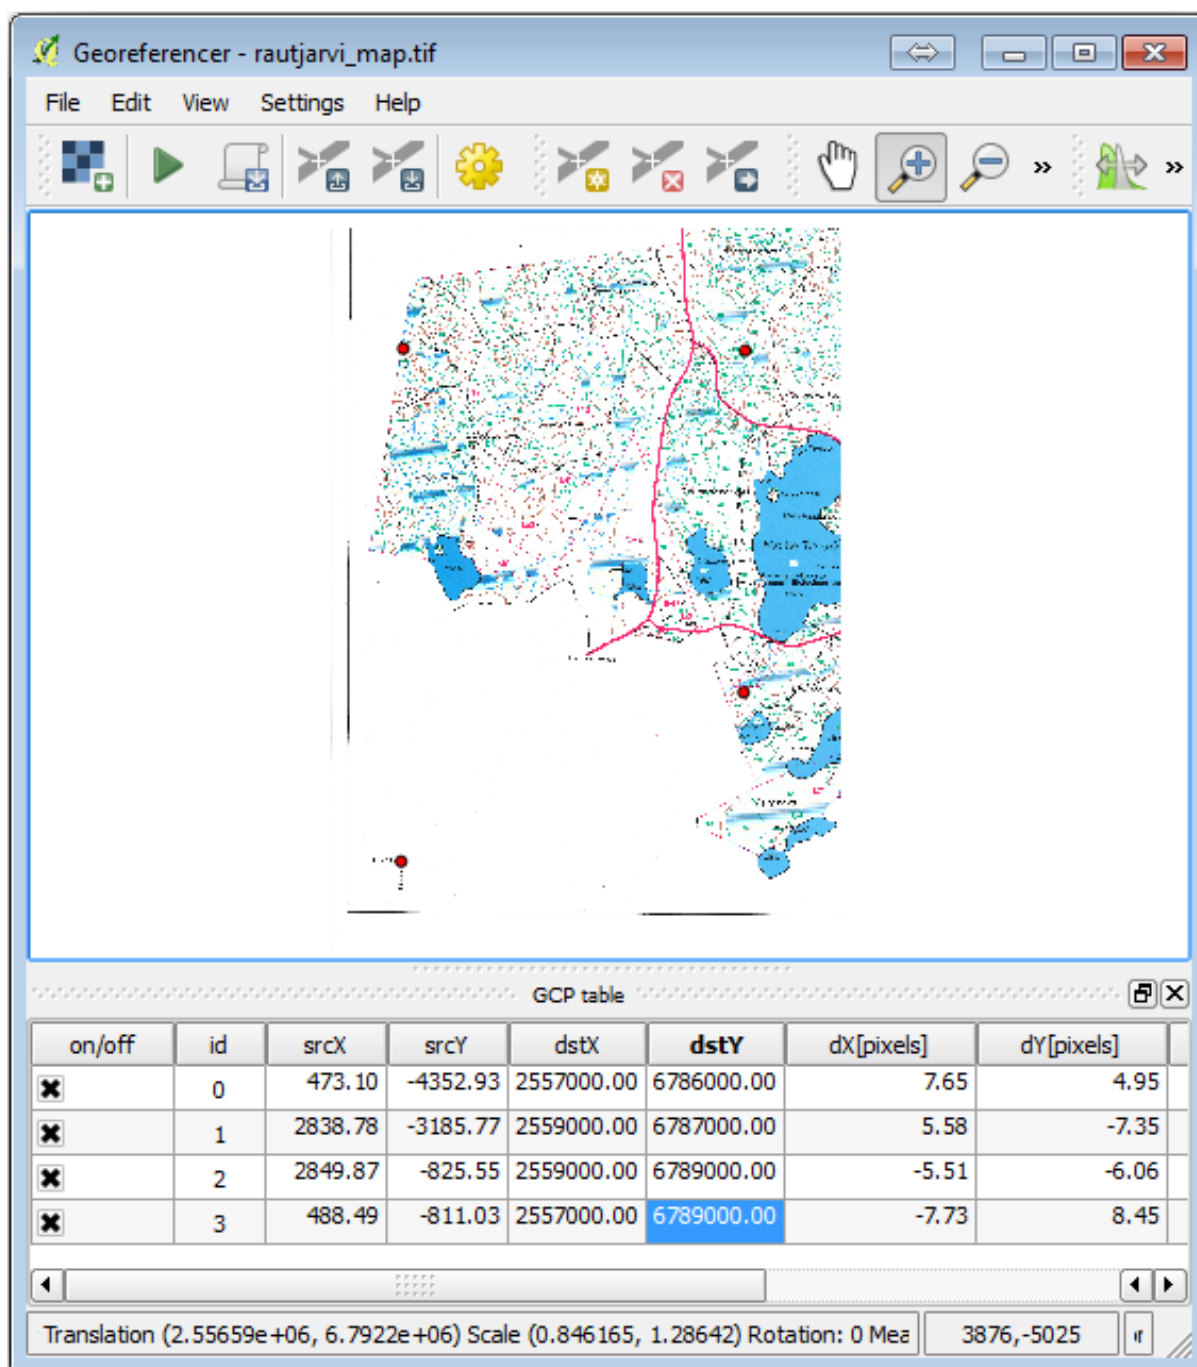 Georeferencer - rautjarvi_map.tif
File Edit View Settings Help
» »
GCP table
on/off id srcX srcY dstX dstY dX[pixels] dY[pixels]
0 473.10 -4352.93 2557000.00 6786000.00 7.65 4.95
1 2838.78 -3185.77 2559000.00 6787000.00 5.58 -7.35
2 2849.87 -825.55 2559000.00 6789000.00 -5.51 -6.06
3 488.49 -811.03 2557000.00 6789000.00 -7.73 8.45
Translation (2.55659e+06, 6.7922e+06) Scale (0.846165, 1.28642) Rotation: 0 Mea 3876,-5025